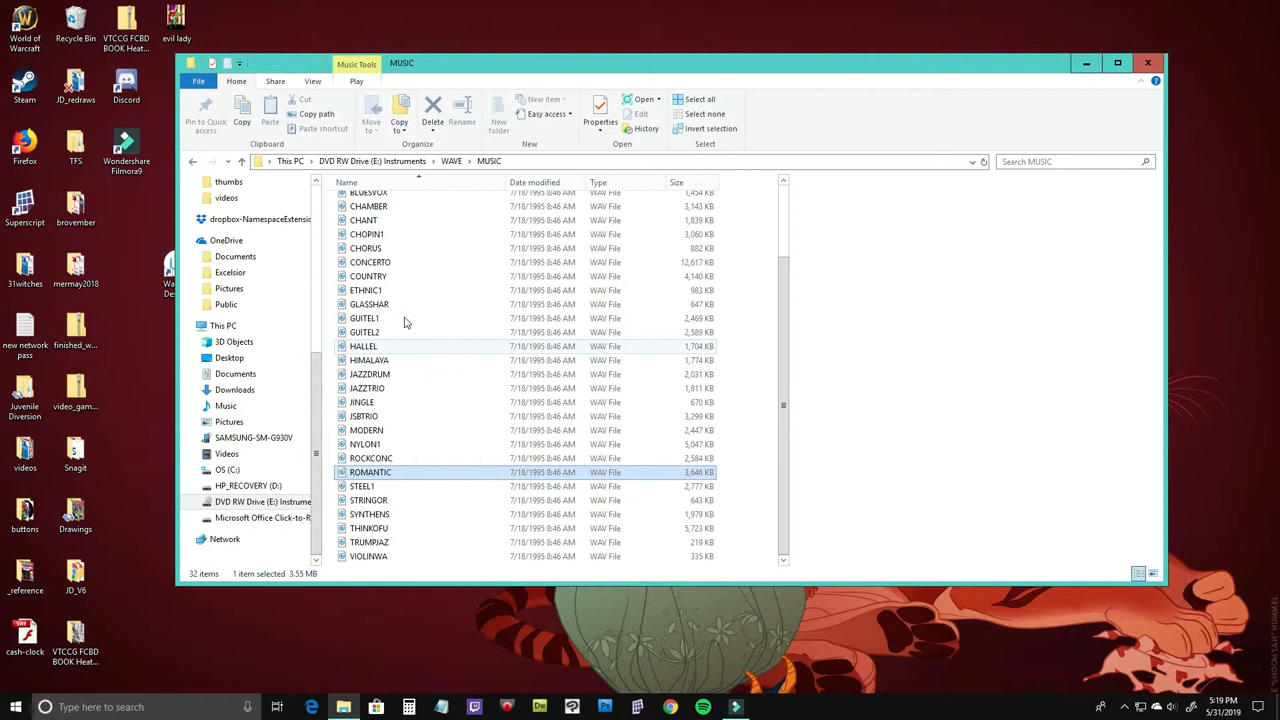 World of Warcraft
Recycle Bin
VTCCG FCBD BOOK Heat...
evil lady
Steam
JD_redraws
Discord
Firefox
TFS
Wondershare Filmora9
Superscript
brovember
31witches
mermay2018
new network pass
finished_w...
Juvenile Diversion
video_gam...
videos
Snagit
buttons
Drawings
_reference
JD_V6
cash-clock
VTCCG FCBD BOOK Heat...
Music Tools
MUSIC
File Home Share View Play
Pin to Quick access
Copy
Paste
Cut
Copy path
Paste shortcut
Move to
Copy to
Delete
Rename
Organize
New folder
New item
Easy access
New
Properties
Open
Edit
History
Open
Select all
Select none
Invert selection
Select
This PC > DVD RW Drive (E:) Instruments > WAVE > MUSIC
Search MUSIC
thumbs
videos
dropbox-NamespaceExtensio
OneDrive
Documents
Excelsior
Pictures
Public
This PC
3D Objects
Desktop
Documents
Downloads
Music
Pictures
SAMSUNG-SM-G930V
Videos
OS (C:)
HP_RECOVERY (D:)
DVD RW Drive (E:) Instrume
Microsoft Office Click-to-R
Network
Name Date modified Type Size
BLUESVOX 7/18/1995 8:46 AM WAV File 1,454 KB
CHAMBER 7/18/1995 8:46 AM WAV File 3,143 KB
CHANT 7/18/1995 8:46 AM WAV File 1,839 KB
CHOPIN1 7/18/1995 8:46 AM WAV File 3,060 KB
CHORUS 7/18/1995 8:46 AM WAV File 882 KB
CONCERTO 7/18/1995 8:46 AM WAV File 12,617 KB
COUNTRY 7/18/1995 8:46 AM WAV File 4,140 KB
ETHNIC1 7/18/1995 8:46 AM WAV File 983 KB
GLASSHAR 7/18/1995 8:46 AM WAV File 647 KB
GUITEL1 7/18/1995 8:46 AM WAV File 2,469 KB
GUITEL2 7/18/1995 8:46 AM WAV File 2,589 KB
HALLEL 7/18/1995 8:46 AM WAV File 1,704 KB
HIMALAYA 7/18/1995 8:46 AM WAV File 1,774 KB
JAZZDRUM 7/18/1995 8:46 AM WAV File 2,031 KB
JAZZTRIO 7/18/1995 8:46 AM WAV File 1,811 KB
JINGLE 7/18/1995 8:46 AM WAV File 670 KB
JSBTRIO 7/18/1995 8:46 AM WAV File 3,299 KB
MODERN 7/18/1995 8:46 AM WAV File 2,447 KB
NYLON1 7/18/1995 8:46 AM WAV File 5,047 KB
ROCKCONC 7/18/1995 8:46 AM WAV File 2,584 KB
ROMANTIC 7/18/1995 8:46 AM WAV File 3,646 KB
STEEL1 7/18/1995 8:46 AM WAV File 2,777 KB
STRINGOR 7/18/1995 8:46 AM WAV File 643 KB
SYNTHENS 7/18/1995 8:46 AM WAV File 1,979 KB
THINKOFU 7/18/1995 8:46 AM WAV File 5,723 KB
TRUMPJAZ 7/18/1995 8:46 AM WAV File 219 KB
VIOLINWA 7/18/1995 8:46 AM WAV File 335 KB
32 items 1 item selected 3.55 MB
Type here to search
5:19 PM
5/31/2019